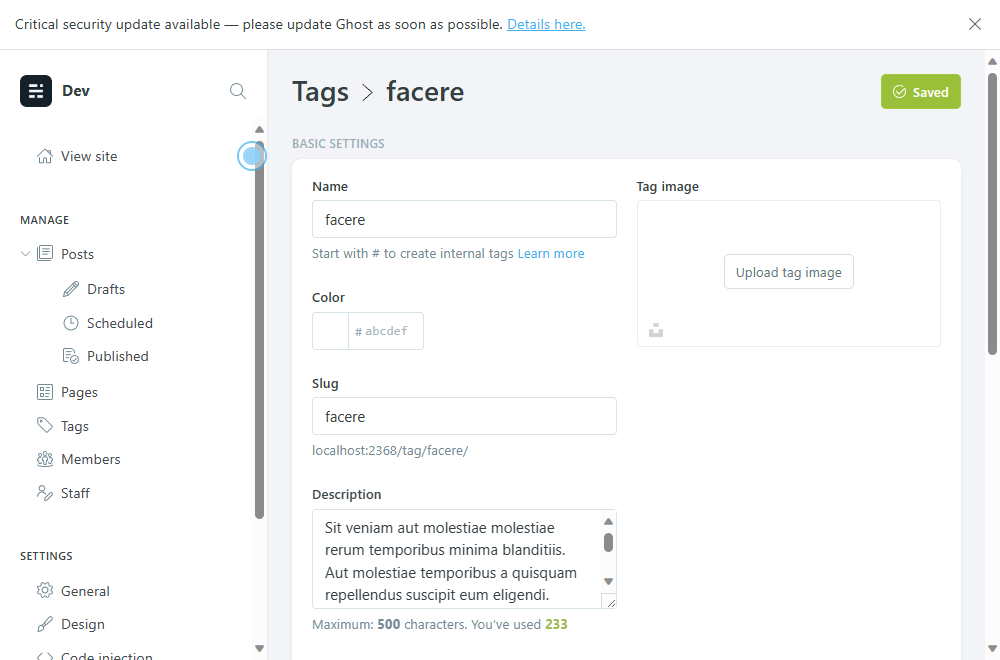 Critical security update available — please update Ghost as soon as possible. Details here.
Dev
View site
MANAGE
Posts
Drafts
Scheduled
Published
Pages
Tags
Members
Staff
SETTINGS
General
Design
Code injection
Tags > facere
Saved
BASIC SETTINGS
Name
facere
Start with # to create internal tags Learn more
Color
# abcdef
Slug
facere
localhost:2368/tag/facere/
Description
Sit veniam aut molestiae molestiae
rerum temporibus minima blanditiis.
Aut molestiae temporibus a quisquam
repellendus suscipit eum eligendi.
Maximum: 500 characters. You've used 233
Tag image
Upload tag image